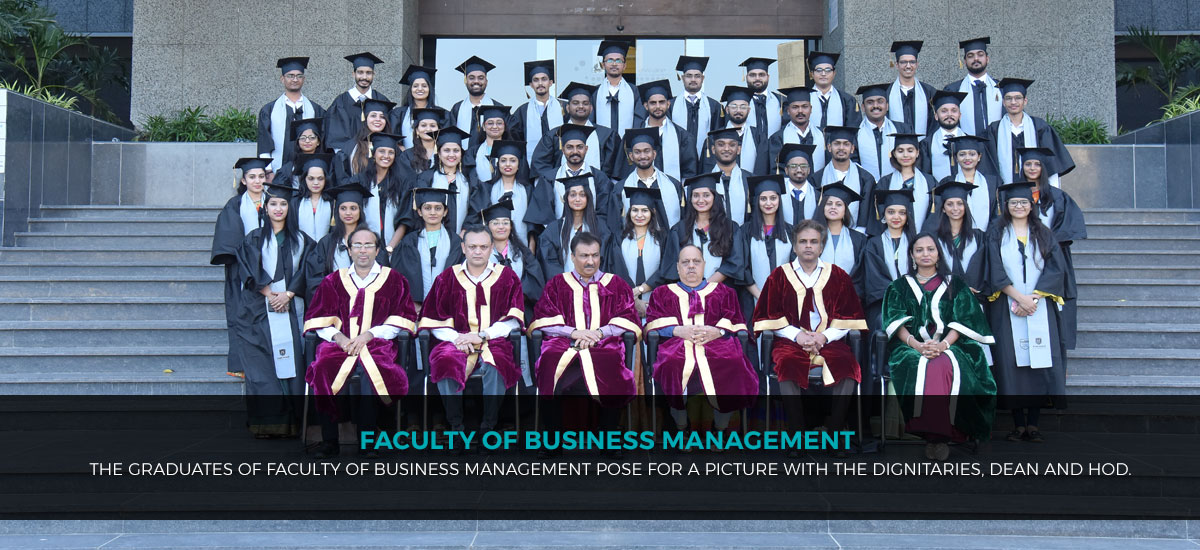 FACULTY OF BUSINESS MANAGEMENT
THE GRADUATES OF FACULTY OF BUSINESS MANAGEMENT POSE FOR A PICTURE WITH THE DIGNITARIES, DEAN AND HOD.